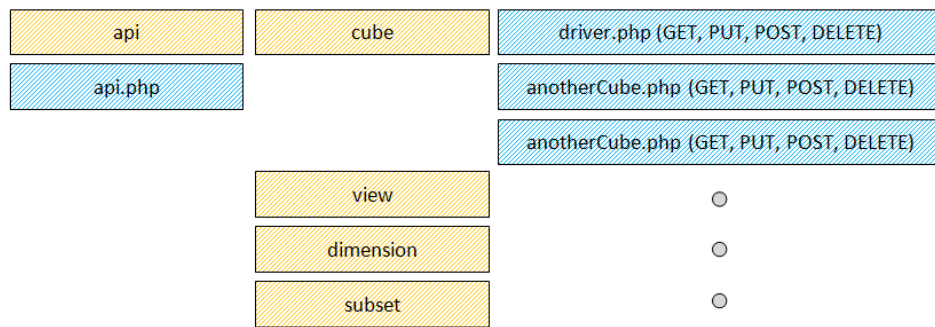 api
cube
driver.php (GET, PUT, POST, DELETE)
api.php
anotherCube.php (GET, PUT, POST, DELETE)
anotherCube.php (GET, PUT, POST, DELETE)
view
dimension
subset